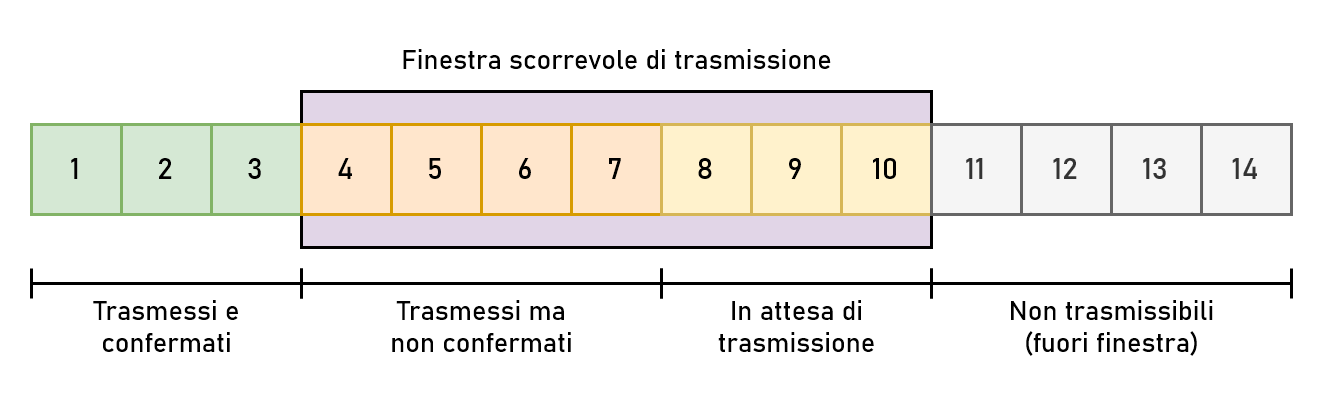 Finestra scorrevole di trasmissione
1 2 3 4 5 6 7 8 9 10 11 12 13 14
Trasmessi e
confermati
Trasmessi ma
non confermati
In attesa di
trasmissione
Non trasmissibili
(fuori finestra)